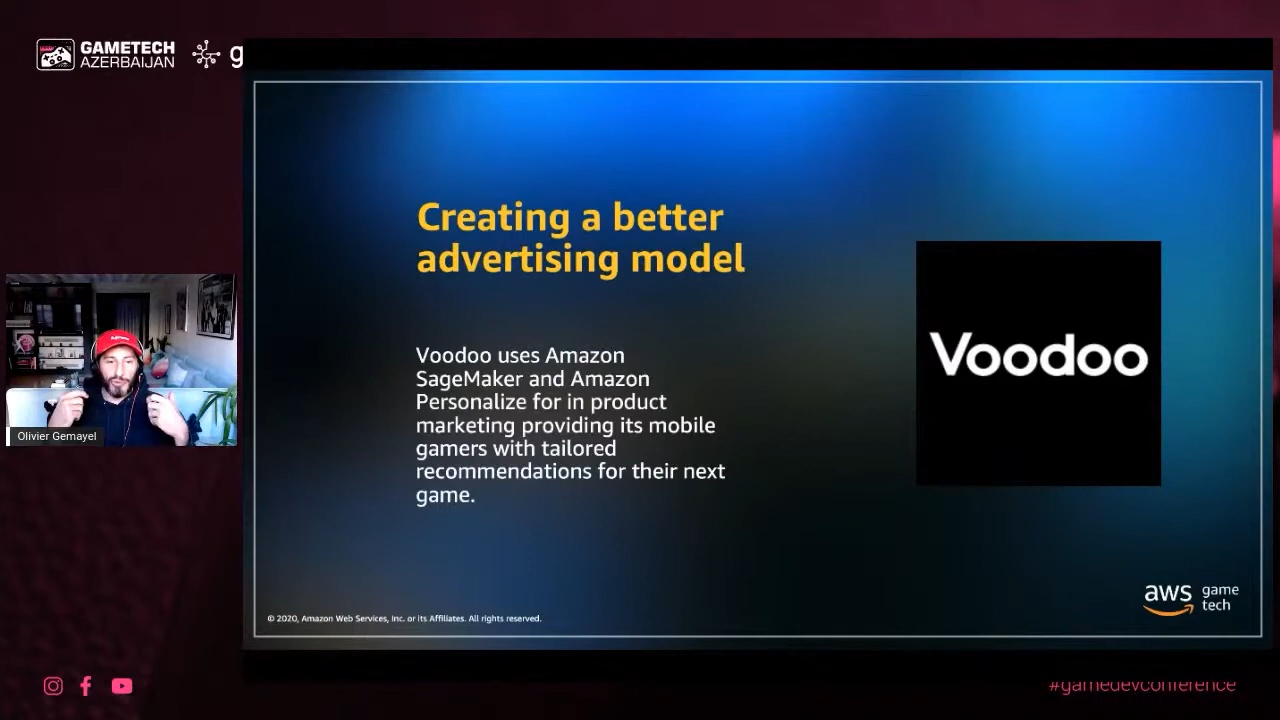 GAMETECH
AZERBAIJAN
g
Creating a better
advertising model
Voodoo uses Amazon
SageMaker and Amazon
Personalize for in product
marketing providing its mobile
gamers with tailored
recommendations for their next
game.
Voodoo
Olivier Gemayel
aws game
tech
© 2020, Amazon Web Services, Inc. or its Affiliates. All rights reserved.
#gamedevconference